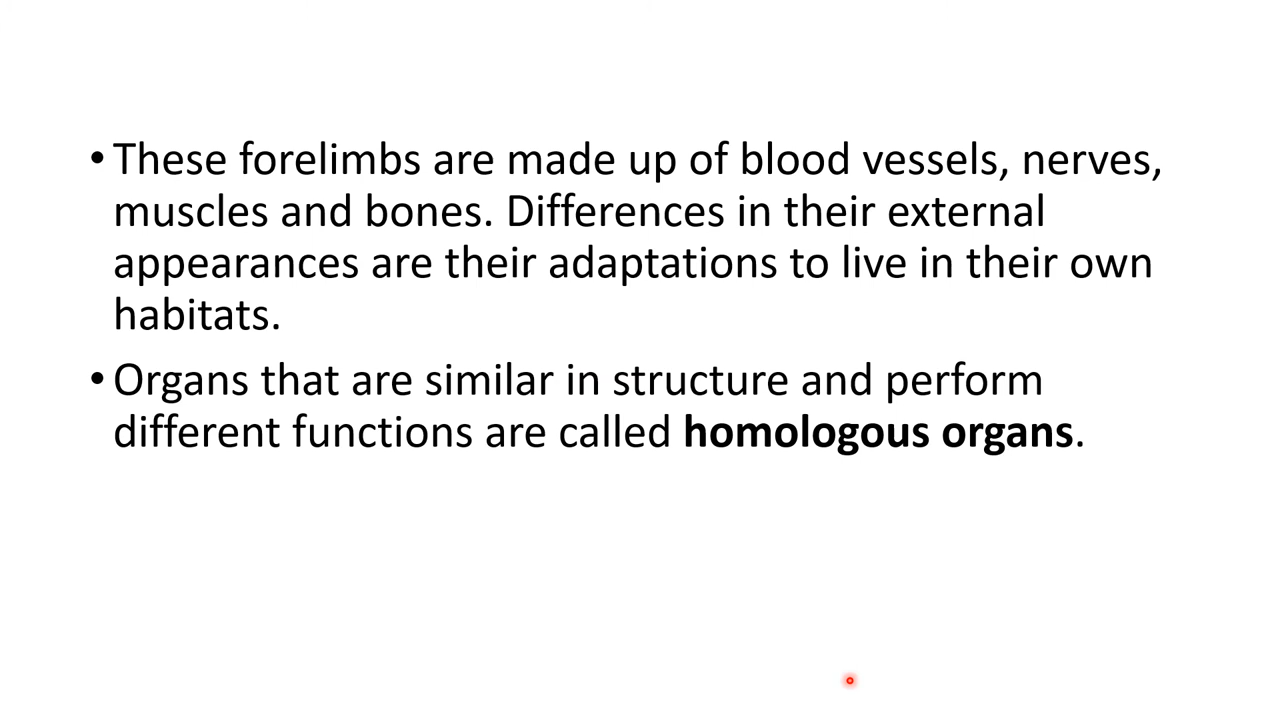 • These forelimbs are made up of blood vessels, nerves,
muscles and bones. Differences in their external
appearances are their adaptations to live in their own
habitats.
• Organs that are similar in structure and perform
different functions are called homologous organs.